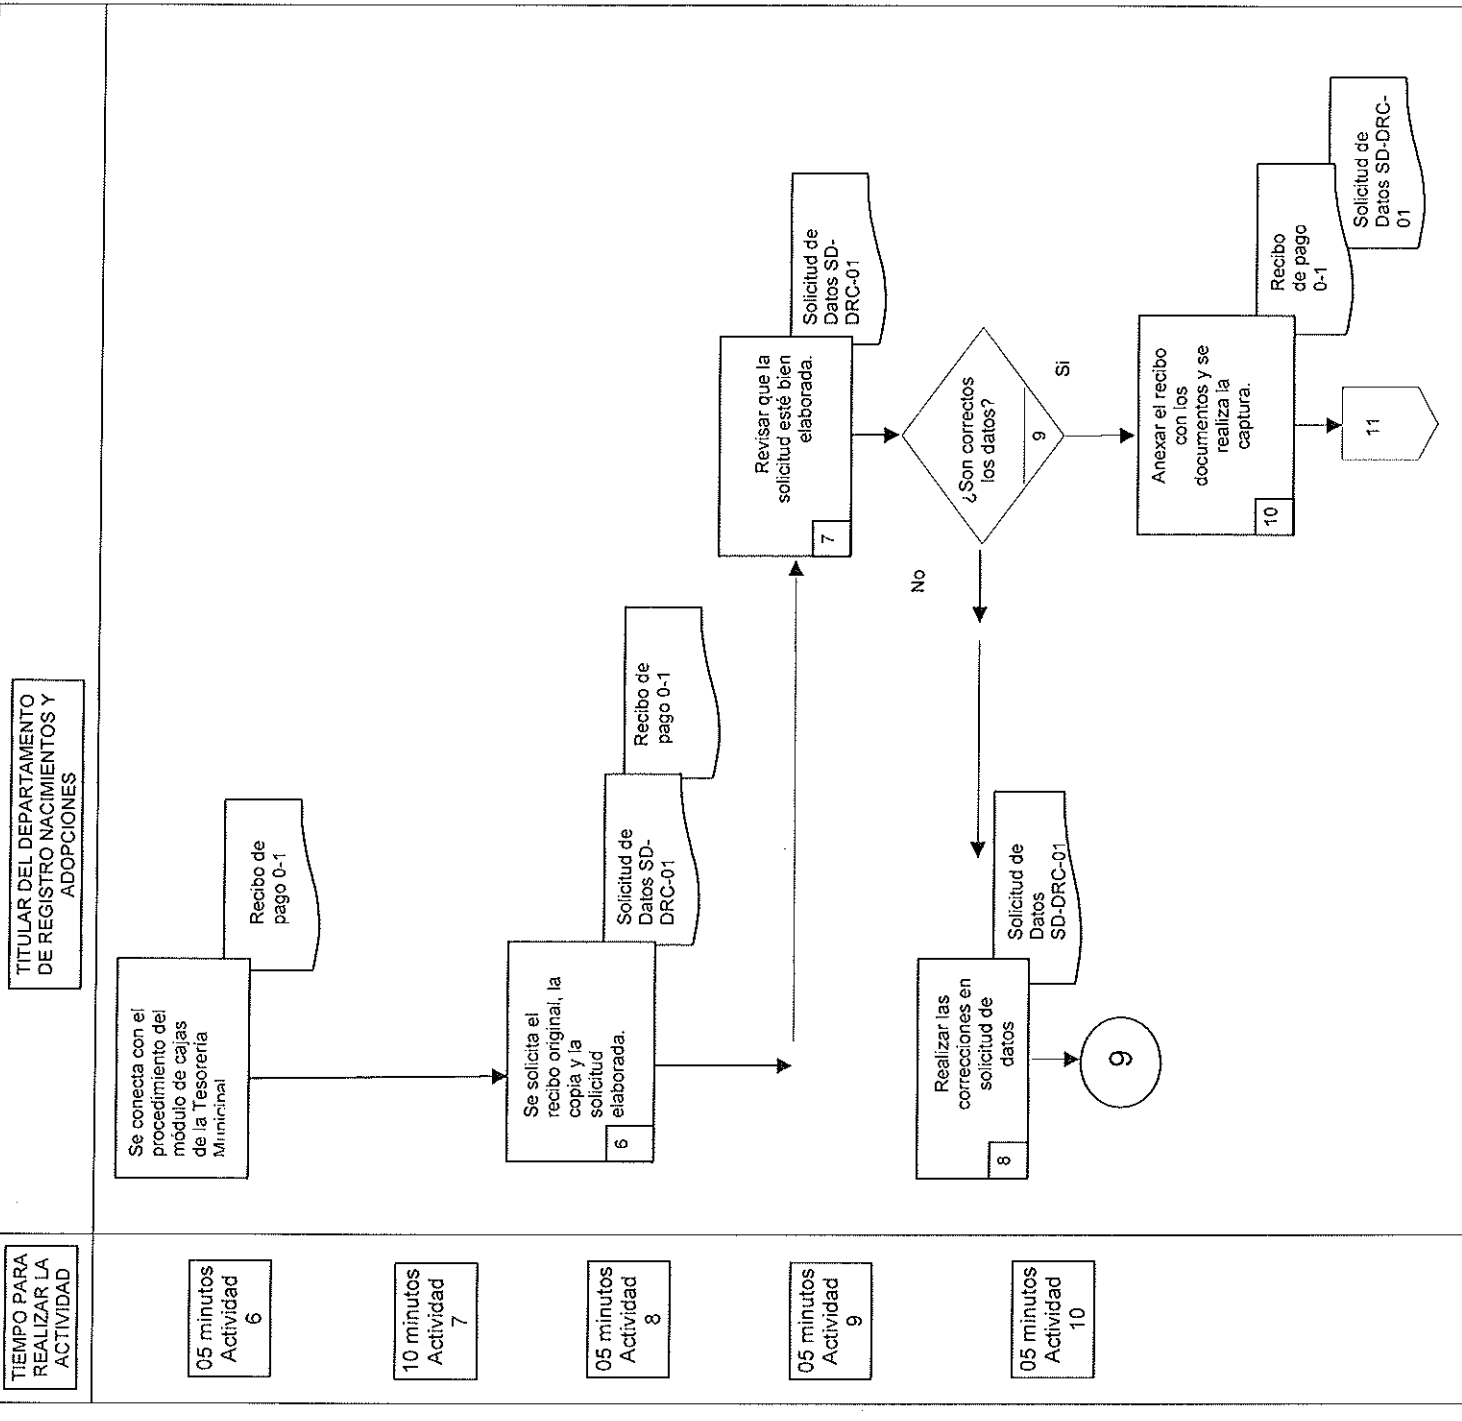 TIEMPO PARA
REALIZAR LA
ACTIVIDAD
TITULAR DEL DEPARTAMENTO
DE REGISTRO NACIMIENTOS Y
ADOPCIONES
05 minutos
Actividad
6
10 minutos
Actividad
7
05 minutos
Actividad
8
05 minutos
Actividad
9
05 minutos
Actividad
10
Se conecta con el
procedimiento del
módulo de cajas
de la Tesorería
Municipal
Recibo de
pago 0-1
Se solicita el
recibo original, la
copia y la
solicitud
elaborada.
6
Solicitud de
Datos SD-
DRC-01
Recibo de
pago 0-1
Revisar que la
solicitud esté bien
elaborada.
7
Solicitud de
Datos SD-
DRC-01
¿Son correctos
los datos?
9
No
Si
Realizar las
correcciones en
solicitud de
datos
8
Solicitud de
Datos
SD-DRC-01
9
Anexar el recibo
con los
documentos y se
realiza la
captura.
10
Recibo
de pago
0-1
Solicitud de
Datos SD-DRC-
01
11